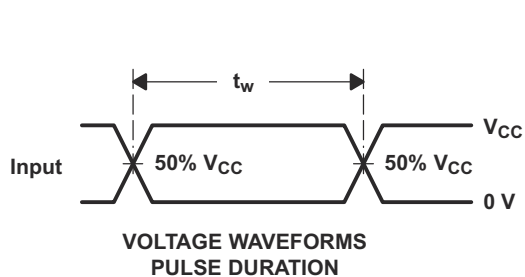 tw
VCC
Input
50% VCC
50% VCC
0 V
VOLTAGE WAVEFORMS
PULSE DURATION